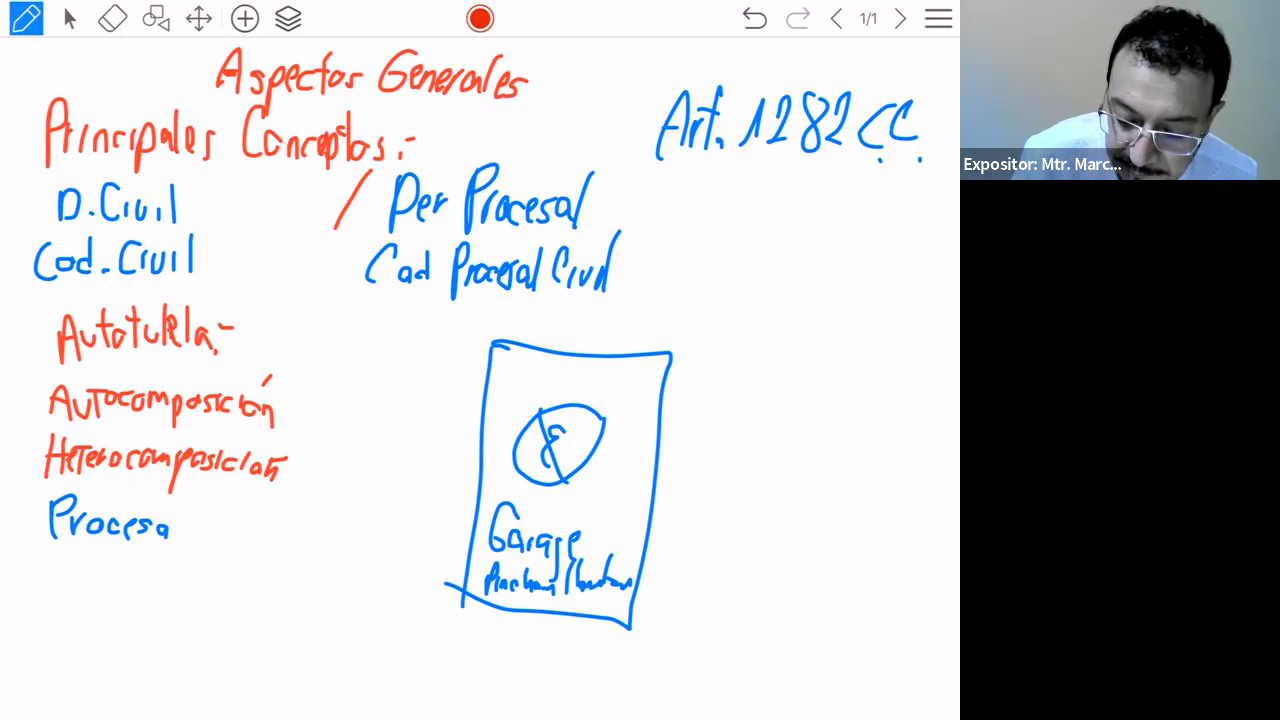 1/1
Aspectos Generales
Principales Conceptos.-
Art. 1282 C.C.
D. Civil / Der Procesal
Cod. Civil Cod Procesal Civil
Autotutela.-
Autocomposición
Heterocomposición
Proceso
E
Garage
Expositor: Mtr. Marc...